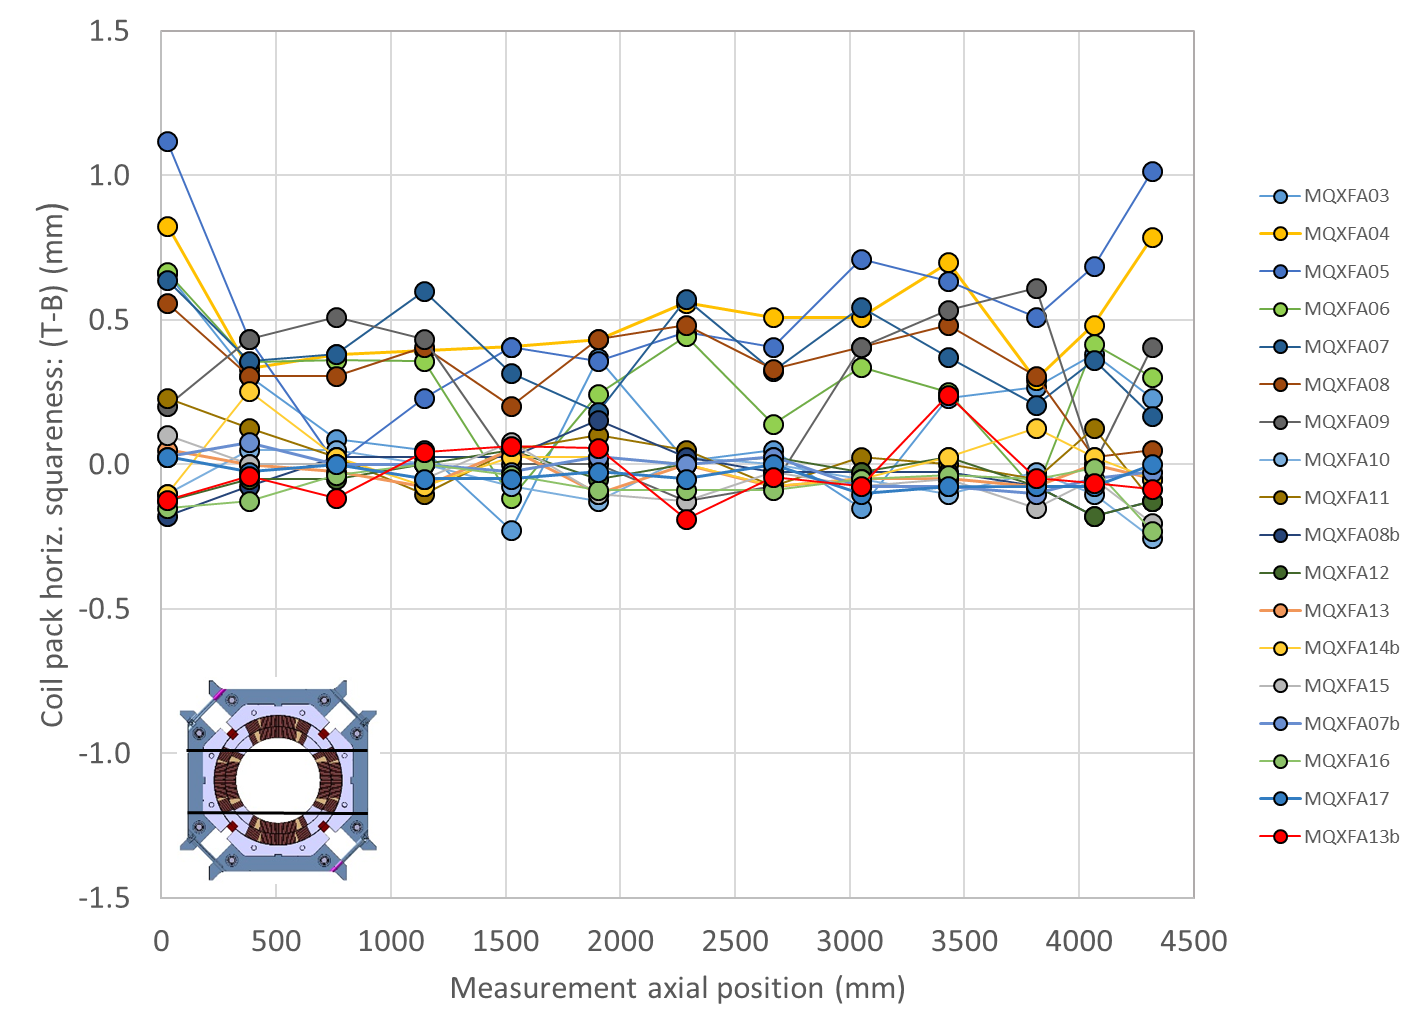 Coil pack horiz. squareness: (T-B) (mm)
1.5
1.0
0.5
0.0
-0.5
-1.0
-1.5
0 500 1000 1500 2000 2500 3000 3500 4000 4500
Measurement axial position (mm)
MQXFA03
MQXFA04
MQXFA05
MQXFA06
MQXFA07
MQXFA08
MQXFA09
MQXFA10
MQXFA11
MQXFA08b
MQXFA12
MQXFA13
MQXFA14b
MQXFA15
MQXFA07b
MQXFA16
MQXFA17
MQXFA13b